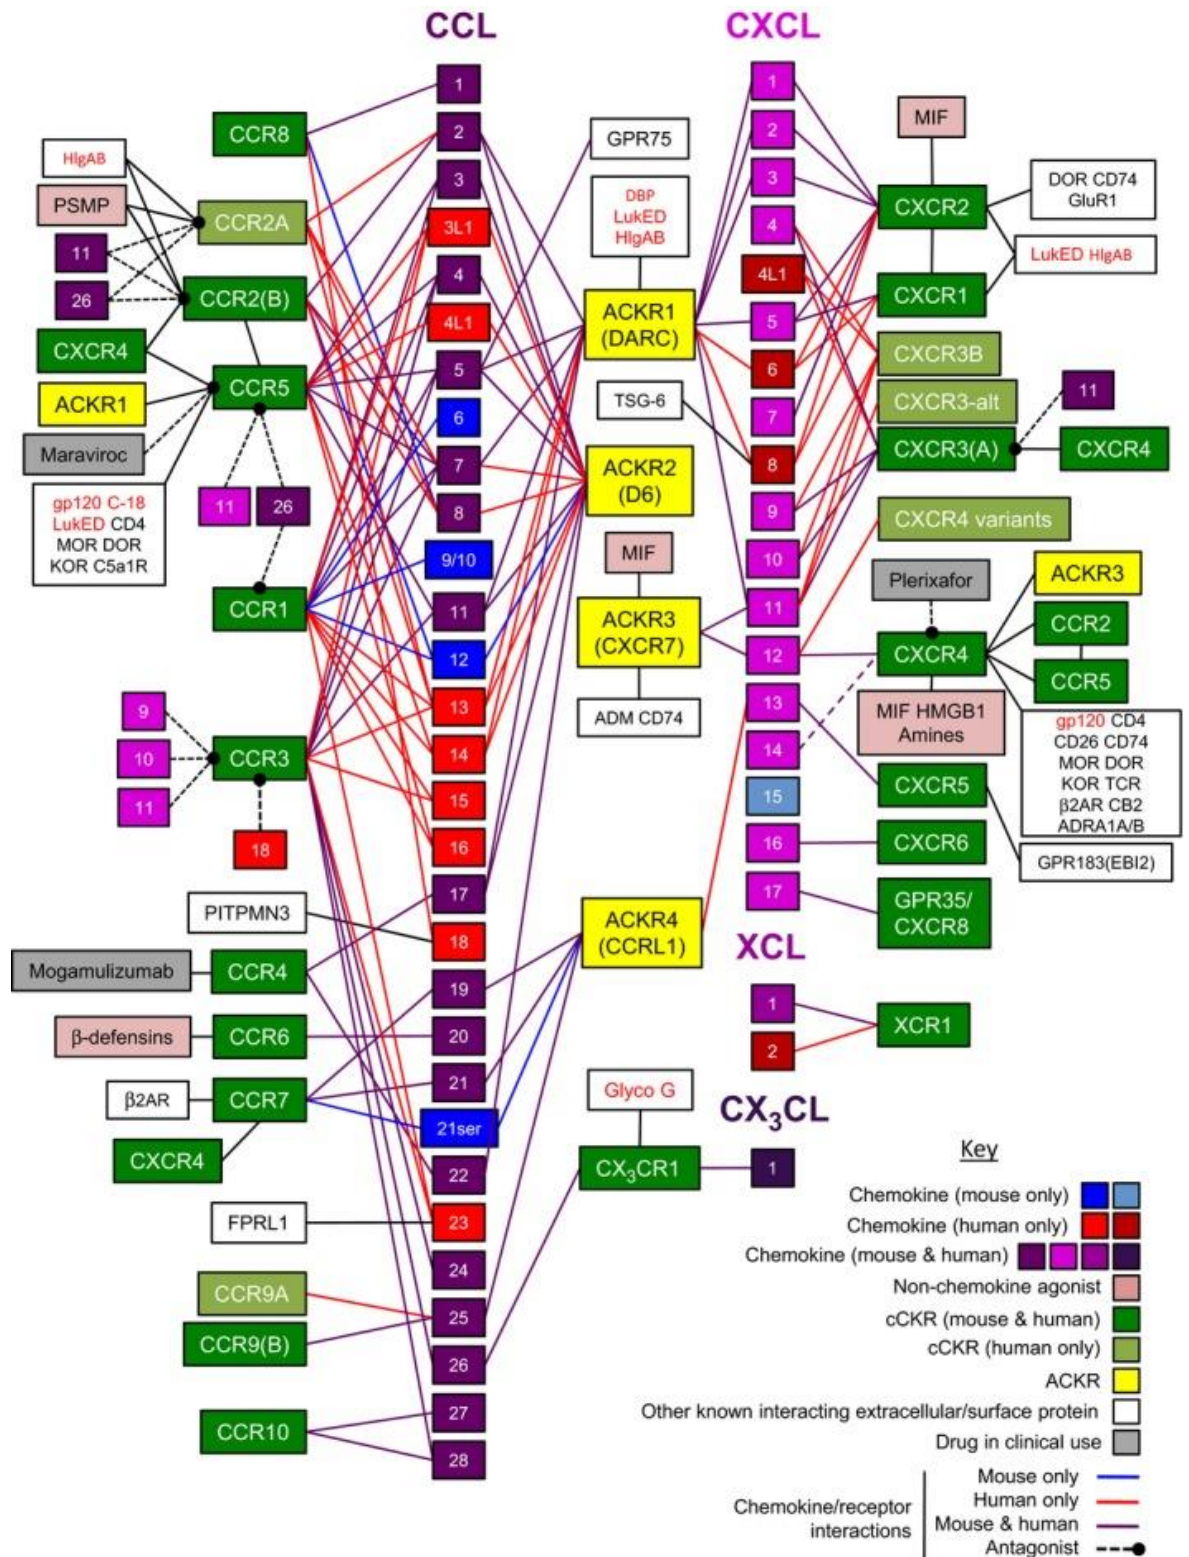 CCL
CXCL
1
2
3
3L1
4
4L1
5
6
7
8
9/10
11
12
13
14
15
16
17
18
19
20
21
21ser
22
23
24
25
26
27
28
CCR8
HlgAB
PSMP
11
26
CCR2A
CCR2(B)
CXCR4
ACKR1
CCR5
Maraviroc
gp120 C-18
LukED CD4
MOR DOR
KOR C5a1R
11
26
CCR1
9
10
11
CCR3
18
PITPMN3
Mogamulizumab
CCR4
β-defensins
CCR6
β2AR
CCR7
CXCR4
FPRL1
CCR9A
CCR9(B)
CCR10
GPR75
DBP
LukED
HlgAB
ACKR1
(DARC)
TSG-6
ACKR2
(D6)
MIF
ACKR3
(CXCR7)
ADM CD74
ACKR4
(CCRL1)
Glyco G
CX3CR1
1
2
3
4
4L1
5
6
7
8
9
10
11
12
13
14
15
16
17
XCL
1
2
CX3CL
1
MIF
CXCR2
DOR CD74
GluR1
LukED HlgAB
CXCR1
CXCR3B
CXCR3-alt
11
CXCR3(A)
CXCR4
CXCR4 variants
Plerixafor
ACKR3
CCR2
CXCR4
CCR5
MIF HMGB1
Amines
gp120 CD4
CD26 CD74
MOR DOR
KOR TCR
β2AR CB2
ADRA1A/B
CXCR5
CXCR6
GPR183(EBI2)
GPR35/
CXCR8
XCR1
Key
Chemokine (mouse only)
Chemokine (human only)
Chemokine (mouse & human)
Non-chemokine agonist
cCKR (mouse & human)
cCKR (human only)
ACKR
Other known interacting extracellular/surface protein
Drug in clinical use
Chemokine/receptor
interactions
Mouse only
Human only
Mouse & human
Antagonist